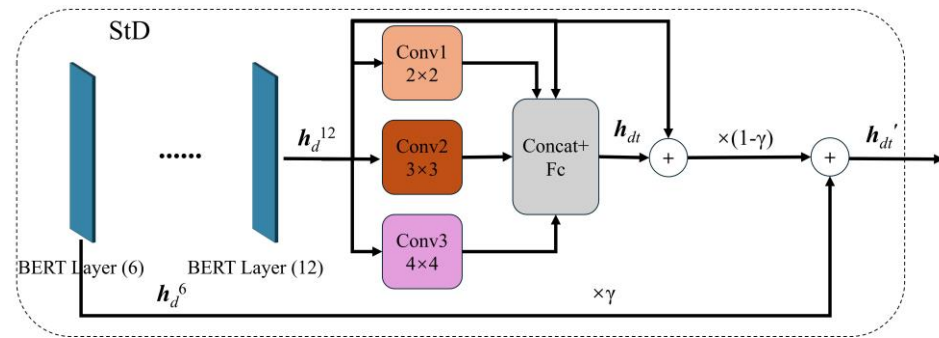 StD
BERT Layer (6)
......
BERT Layer (12)
h_d^12
Conv1
2×2
Conv2
3×3
Conv3
4×4
Concat+
Fc
h_dt
+
×(1-γ)
+
h_dt'
h_d^6
×γ